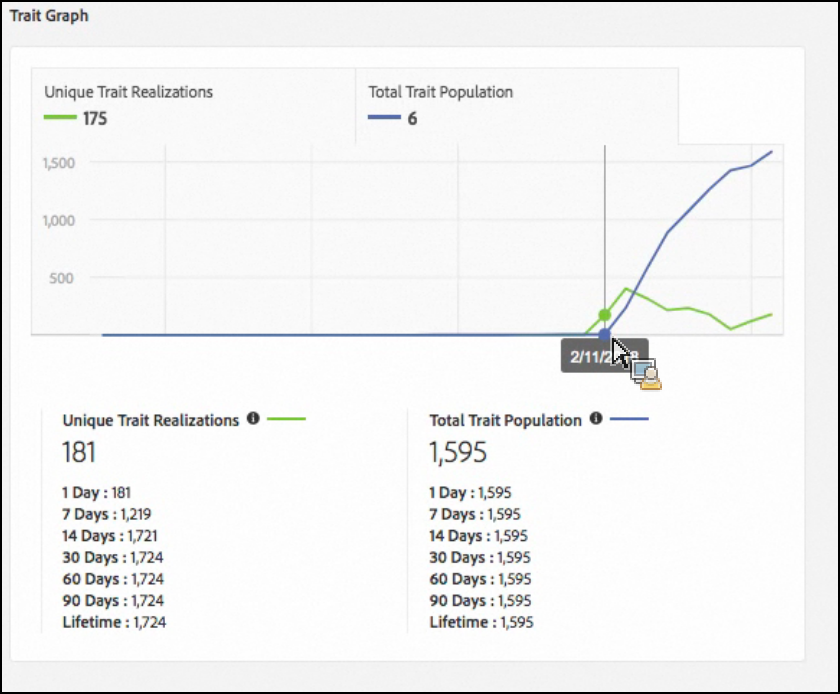 Trait Graph
Unique Trait Realizations
175
Total Trait Population
6
1,500
1,000
500
Unique Trait Realizations
181
1 Day : 181
7 Days : 1,219
14 Days : 1,721
30 Days : 1,724
60 Days : 1,724
90 Days : 1,724
Lifetime : 1,724
Total Trait Population
1,595
1 Day : 1,595
7 Days : 1,595
14 Days : 1,595
30 Days : 1,595
60 Days : 1,595
90 Days : 1,595
Lifetime : 1,595